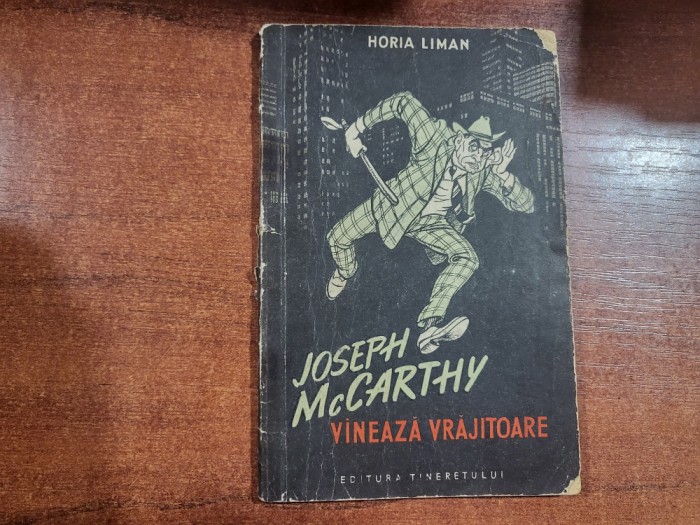 HORIA LIMAN
JOSEPH
McCARTHY
VÎNEAZĂ VRĂJITOARE
EDITURA TINERETULUI